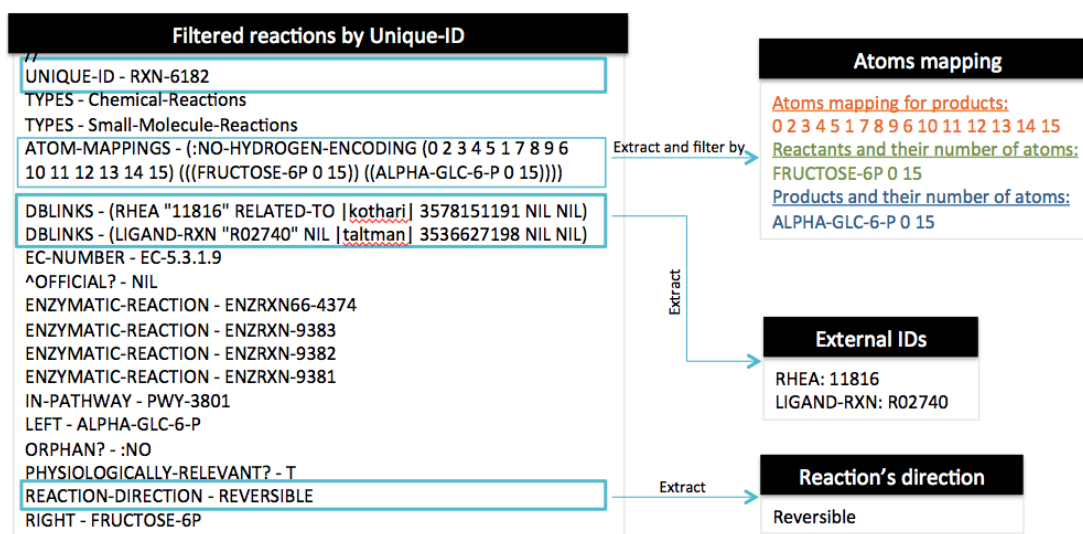 Filtered reactions by Unique-ID
//
UNIQUE-ID - RXN-6182
TYPES - Chemical-Reactions
TYPES - Small-Molecule-Reactions
ATOM-MAPPINGS - (:NO-HYDROGEN-ENCODING (0 2 3 4 5 1 7 8 9 6
10 11 12 13 14 15) (((FRUCTOSE-6P 0 15)) ((ALPHA-GLC-6-P 0 15))))
DBLINKS - (RHEA "11816" RELATED-TO |kothari| 3578151191 NIL NIL)
DBLINKS - (LIGAND-RXN "R02740" NIL |taltman| 3536627198 NIL NIL)
EC-NUMBER - EC-5.3.1.9
^OFFICIAL? - NIL
ENZYMATIC-REACTION - ENZRXN66-4374
ENZYMATIC-REACTION - ENZRXN-9383
ENZYMATIC-REACTION - ENZRXN-9382
ENZYMATIC-REACTION - ENZRXN-9381
IN-PATHWAY - PWY-3801
LEFT - ALPHA-GLC-6-P
ORPHAN? - :NO
PHYSIOLOGICALLY-RELEVANT? - T
REACTION-DIRECTION - REVERSIBLE
RIGHT - FRUCTOSE-6P
Extract and filter by
Atoms mapping
Atoms mapping for products:
0 2 3 4 5 1 7 8 9 6 10 11 12 13 14 15
Reactants and their number of atoms:
FRUCTOSE-6P 0 15
Products and their number of atoms:
ALPHA-GLC-6-P 0 15
Extract
External IDs
RHEA: 11816
LIGAND-RXN: R02740
Extract
Reaction's direction
Reversible